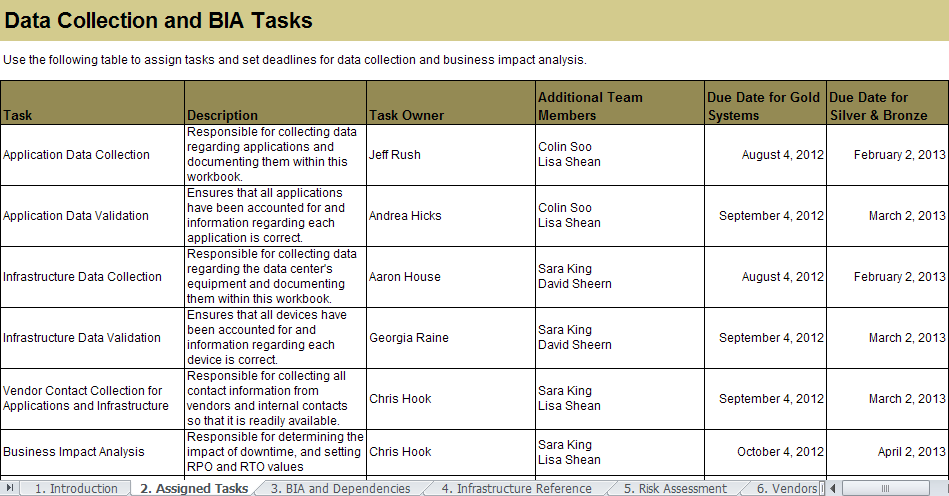 Data Collection and BIA Tasks
Use the following table to assign tasks and set deadlines for data collection and business impact analysis.
Task
Description
Task Owner
Additional Team
Members
Due Date for Gold
Systems
Due Date for
Silver & Bronze
Application Data Collection
Responsible for collecting data
regarding applications and
documenting them within this
workbook.
Jeff Rush
Colin Soo
Lisa Shean
August 4, 2012
February 2, 2013
Application Data Validation
Ensures that all applications
have been accounted for and
information regarding each
application is correct.
Andrea Hicks
Colin Soo
Lisa Shean
September 4, 2012
March 2, 2013
Infrastructure Data Collection
Responsible for collecting data
regarding the data center's
equipment and documenting
them within this workbook.
Aaron House
Sara King
David Sheern
August 4, 2012
February 2, 2013
Infrastructure Data Validation
Ensures that all devices have
been accounted for and
information regarding each
device is correct.
Georgia Raine
Sara King
David Sheern
September 4, 2012
March 2, 2013
Vendor Contact Collection for
Applications and Infrastructure
Responsible for collecting all
contact information from
vendors and internal contacts
so that it is readily available.
Chris Hook
Sara King
Lisa Shean
September 4, 2012
March 2, 2013
Business Impact Analysis
Responsible for determining the
impact of downtime, and setting
RPO and RTO values
Chris Hook
Sara King
Lisa Shean
October 4, 2012
April 2, 2013
1. Introduction
2. Assigned Tasks
3. BIA and Dependencies
4. Infrastructure Reference
5. Risk Assessment
6. Vendors